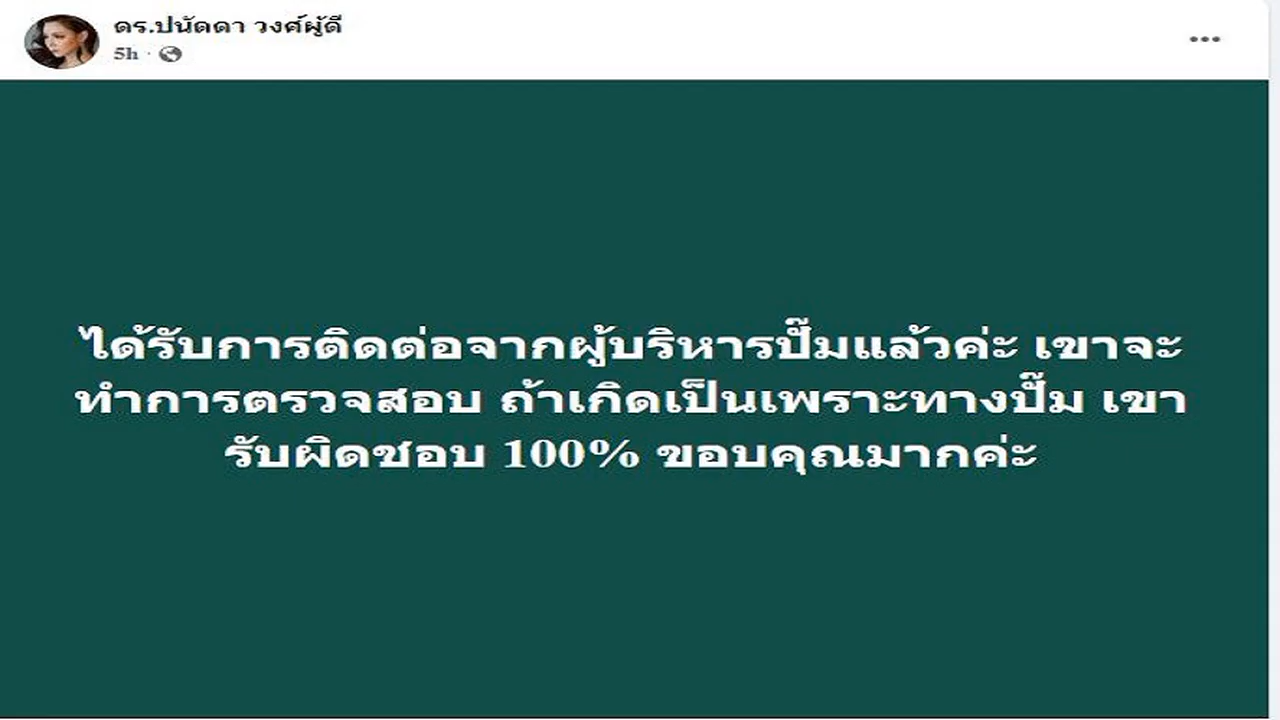 ดร.ปนัดดา วงศ์ผู้ดี
5h ·
ได้รับการติดต่อจากผู้บริหารปั๊มแล้วค่ะ เขาจะ
ทำการตรวจสอบ ถ้าเกิดเป็นเพราะทางปั๊ม เขา
รับผิดชอบ 100% ขอบคุณมากค่ะ